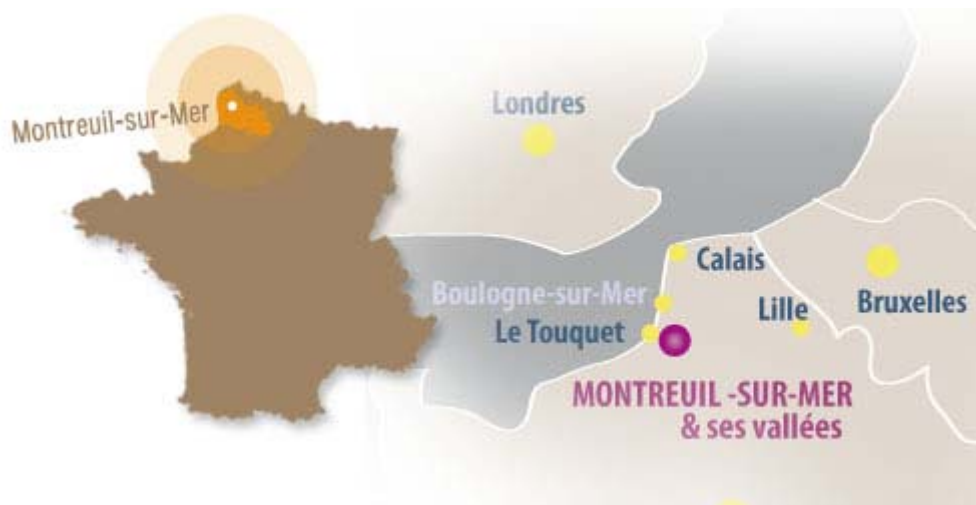 Montreuil-sur-Mer
Londres
Calais
Boulogne-sur-Mer
Le Touquet
Lille
Bruxelles
MONTREUIL -SUR-MER
& ses vallées